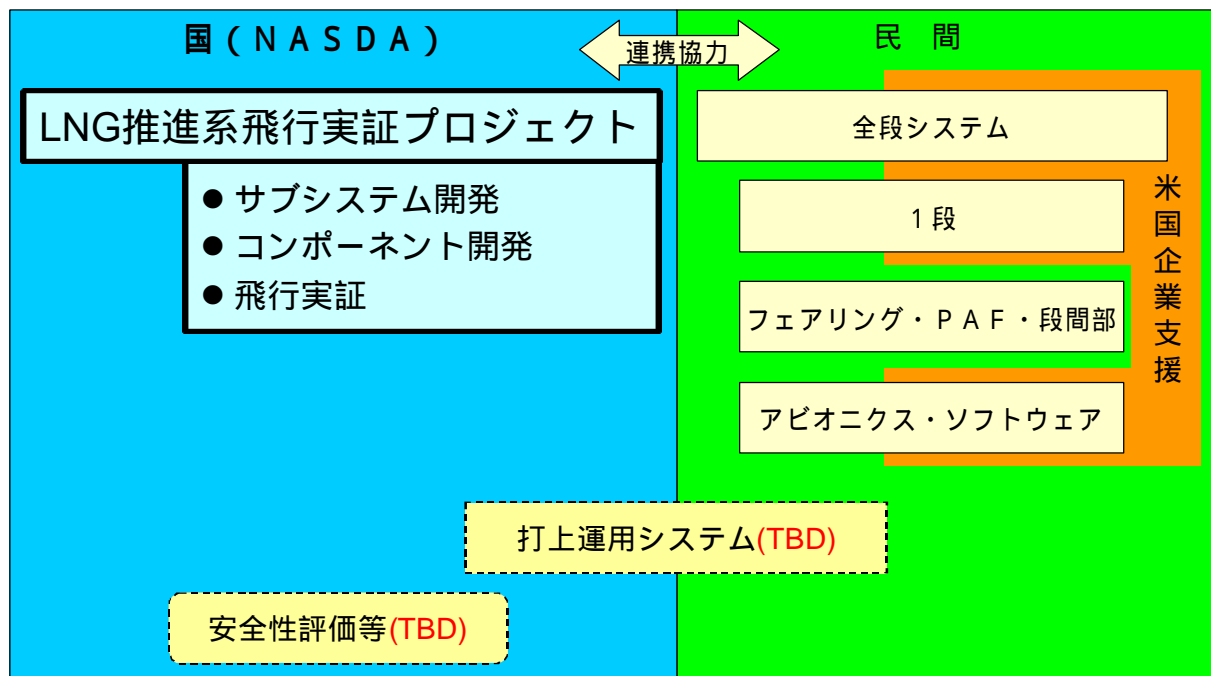 国（ＮＡＳＤＡ）
連携協力
民　間
LNG推進系飛行実証プロジェクト
● サブシステム開発
● コンポーネント開発
● 飛行実証
全段システム
１段
フェアリング・ＰＡＦ・段間部
アビオニクス・ソフトウェア
米国企業支援
打上運用システム(TBD)
安全性評価等(TBD)